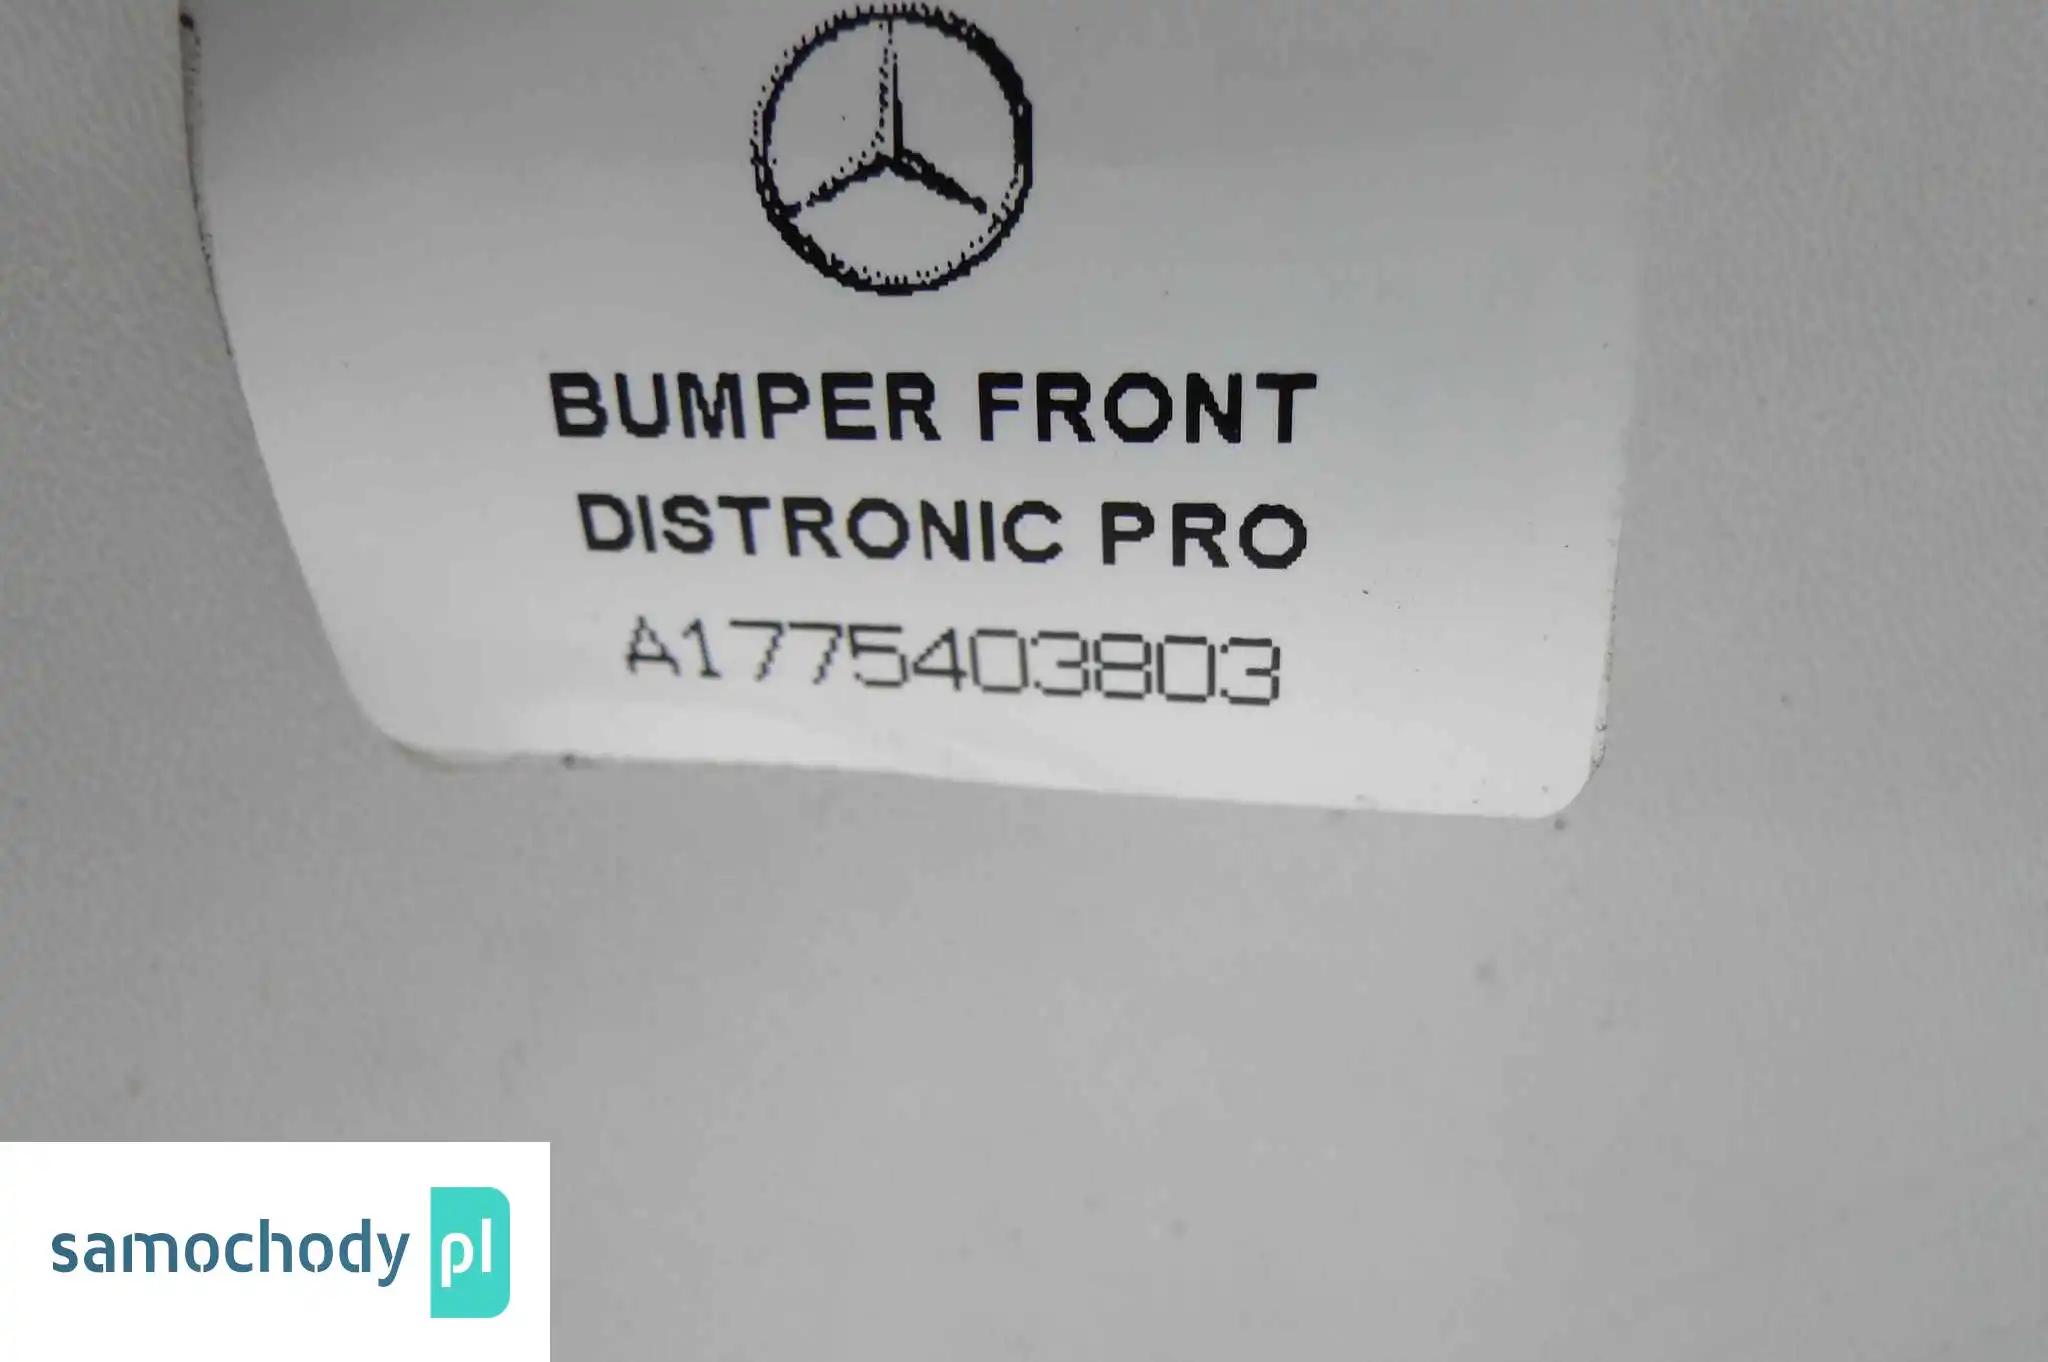 BUMPER FRONT
DISTRONIC PRO
A1775403803
samochody pl